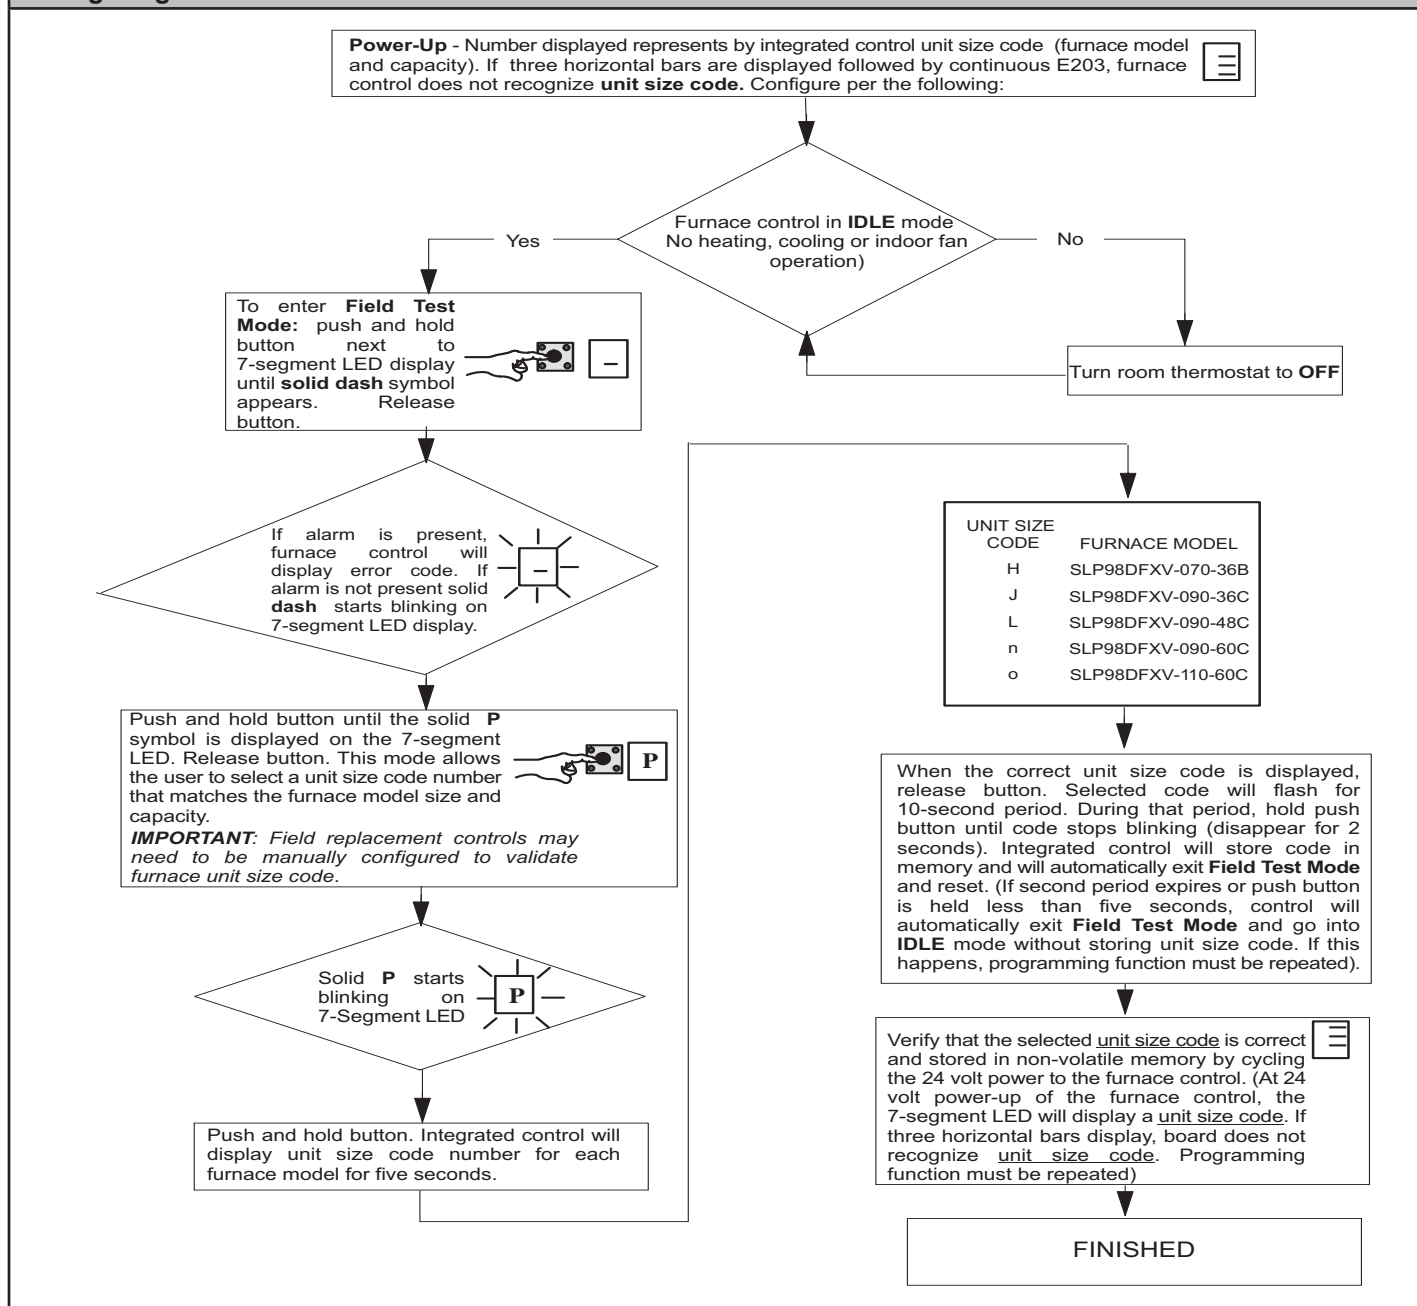 Power-Up - Number displayed represents by integrated control unit size code (furnace model
and capacity). If three horizontal bars are displayed followed by continuous E203, furnace
control does not recognize unit size code. Configure per the following:
Furnace control in IDLE mode
No heating, cooling or indoor fan
operation)
Yes
No
To enter Field Test
Mode: push and hold
button next to
7-segment LED display
until solid dash symbol
appears. Release
button.
Turn room thermostat to OFF
If alarm is present,
furnace control will
display error code. If
alarm is not present solid
dash starts blinking on
7-segment LED display.
Push and hold button until the solid P
symbol is displayed on the 7-segment
LED. Release button. This mode allows
the user to select a unit size code number
that matches the furnace model size and
capacity.
IMPORTANT: Field replacement controls may
need to be manually configured to validate
furnace unit size code.
P
Solid P starts
blinking on
7-Segment LED
P
Push and hold button. Integrated control will
display unit size code number for each
furnace model for five seconds.
UNIT SIZE
CODE FURNACE MODEL
H SLP98DFXV-070-36B
J SLP98DFXV-090-36C
L SLP98DFXV-090-48C
n SLP98DFXV-090-60C
o SLP98DFXV-110-60C
When the correct unit size code is displayed,
release button. Selected code will flash for
10-second period. During that period, hold push
button until code stops blinking (disappear for 2
seconds). Integrated control will store code in
memory and will automatically exit Field Test Mode
and reset. (If second period expires or push button
is held less than five seconds, control will
automatically exit Field Test Mode and go into
IDLE mode without storing unit size code. If this
happens, programming function must be repeated).
Verify that the selected unit size code is correct
and stored in non-volatile memory by cycling
the 24 volt power to the furnace control. (At 24
volt power-up of the furnace control, the
7-segment LED will display a unit size code. If
three horizontal bars display, board does not
recognize unit size code. Programming
function must be repeated)
FINISHED